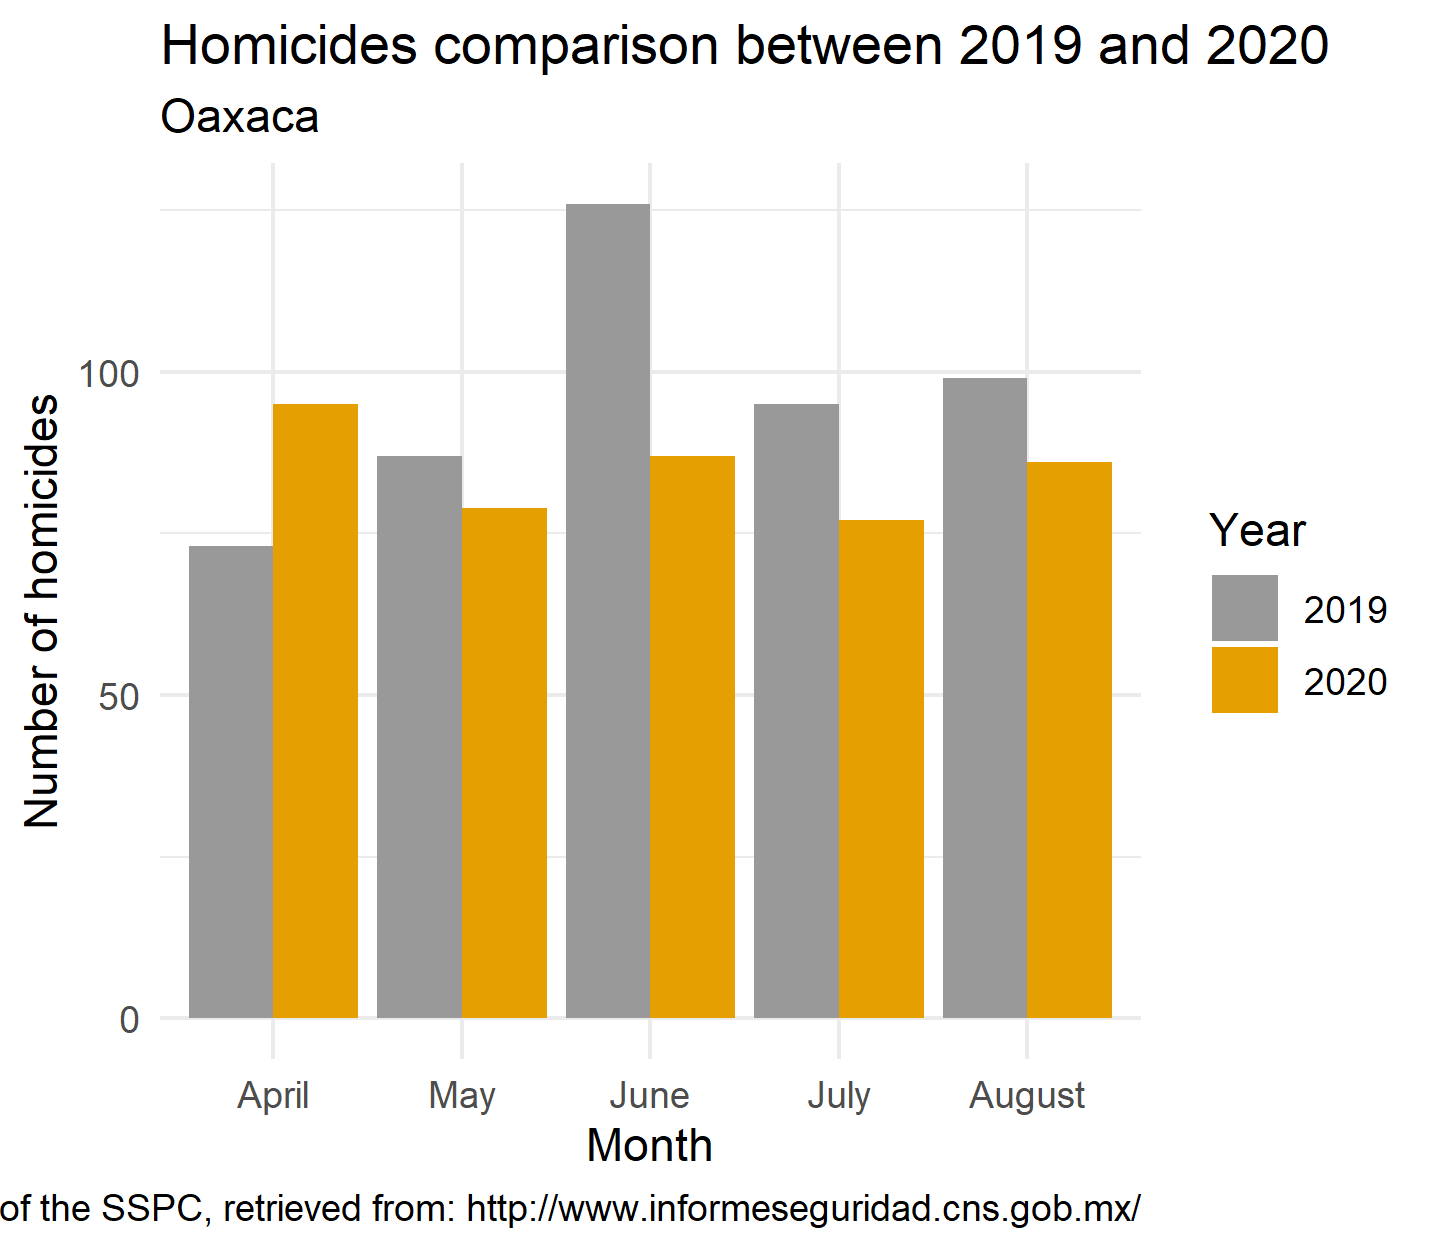 Homicides comparison between 2019 and 2020
Oaxaca
Number of homicides
100
50
0
April May June July August
Month
Year
2019
2020
of the SSPC, retrieved from: http://www.informeseguridad.cns.gob.mx/